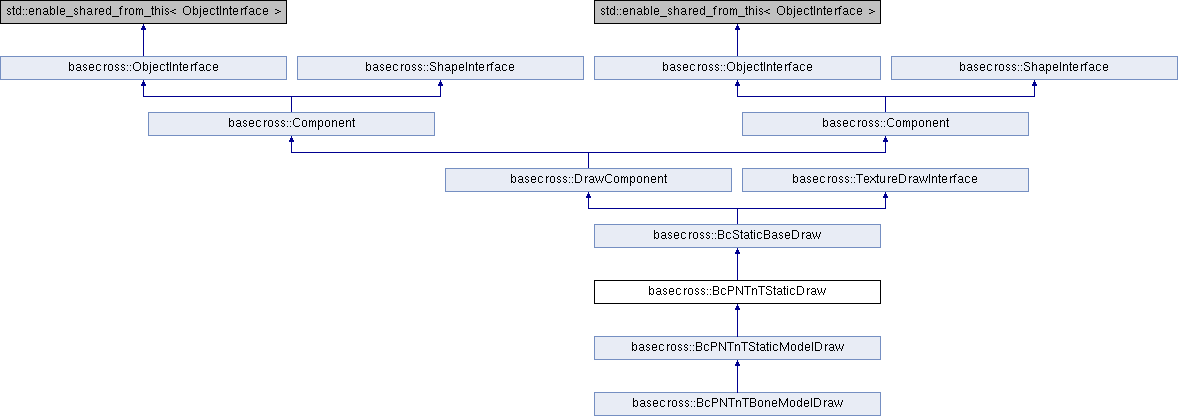 std::enable_shared_from_this< ObjectInterface >
std::enable_shared_from_this< ObjectInterface >
basecross::ObjectInterface
basecross::ShapeInterface
basecross::ObjectInterface
basecross::ShapeInterface
basecross::Component
basecross::Component
basecross::DrawComponent
basecross::TextureDrawInterface
basecross::BcStaticBaseDraw
basecross::BcPNTnTStaticDraw
basecross::BcPNTnTStaticModelDraw
basecross::BcPNTnTBoneModelDraw